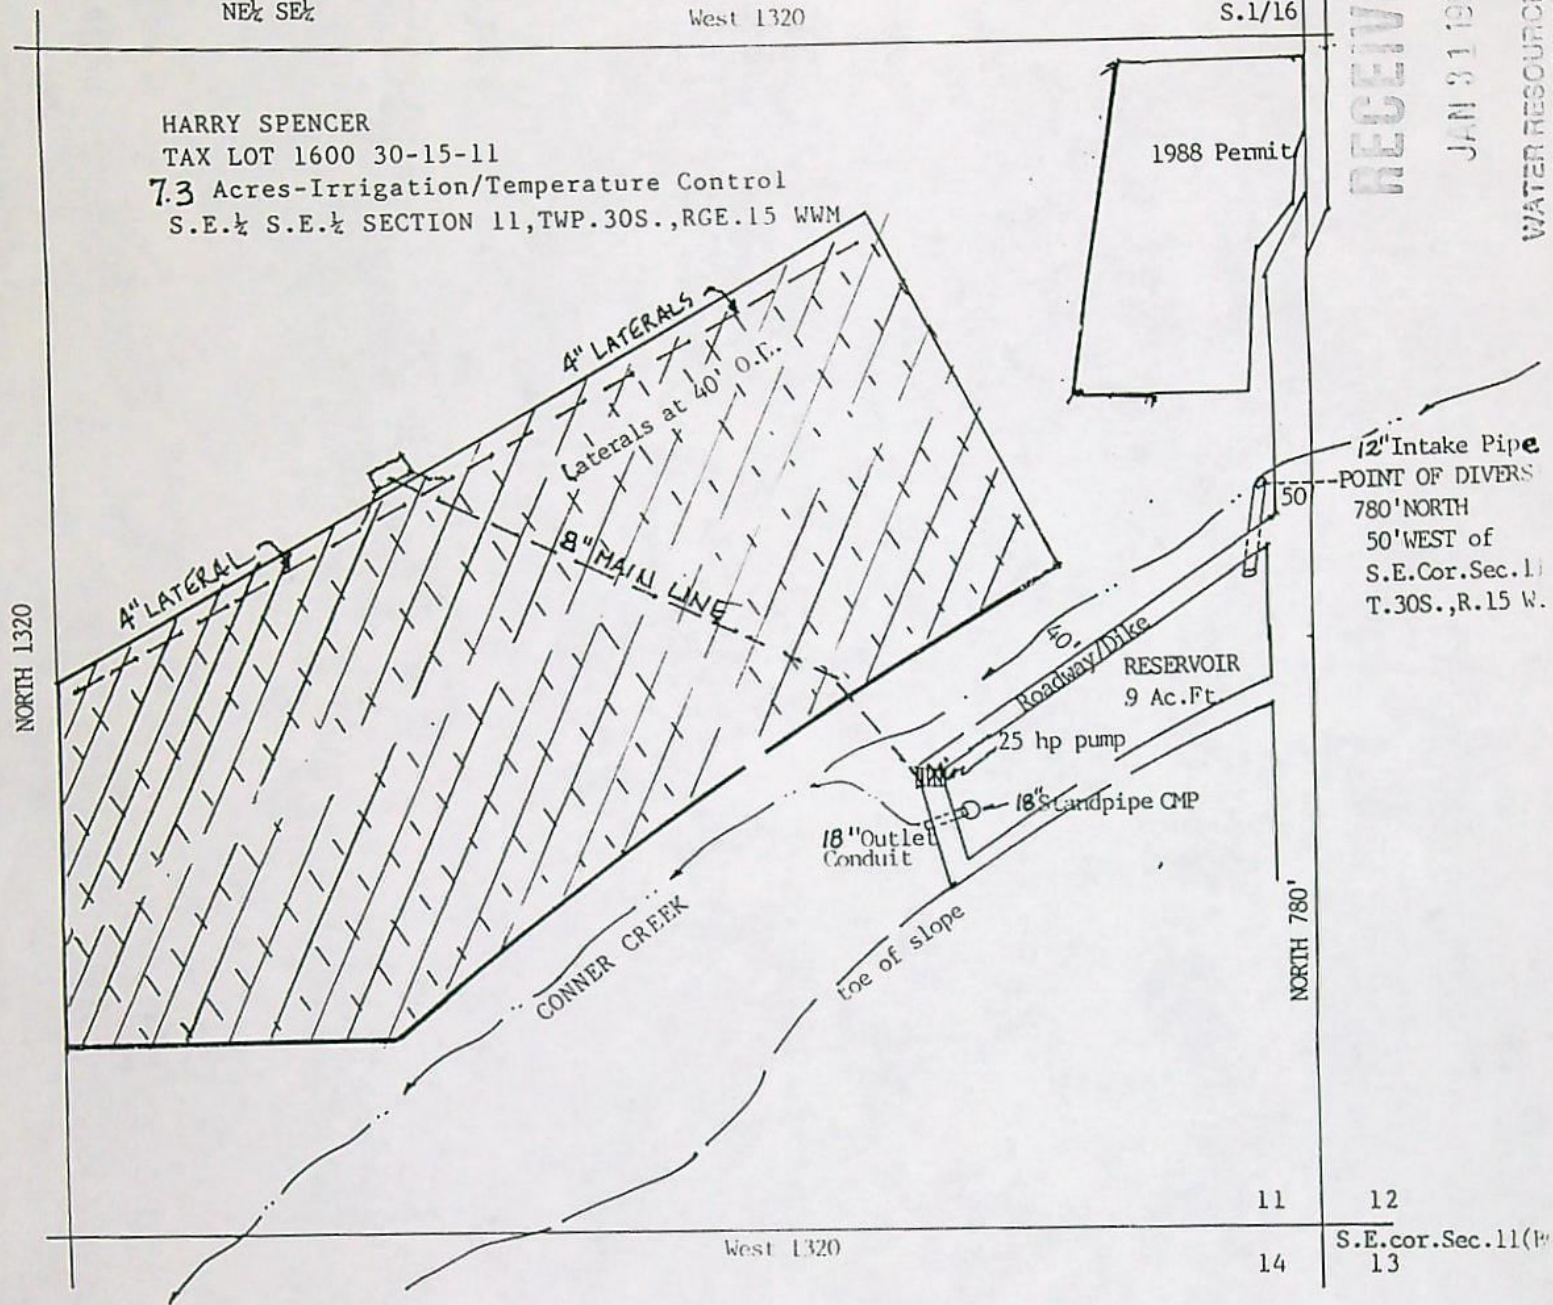 NE¼ SE¼
West 1320
S.1/16
RECEIV
JAN 31 19
WATER RESOURC
HARRY SPENCER
TAX LOT 1600 30-15-11
7.3 Acres-Irrigation/Temperature Control
S.E.¼ S.E.¼ SECTION 11,TWP.30S.,RGE.15 WWM
1988 Permit
4" LATERALS
Laterals at 40' O.C.
4" LATERAL
8" MAIN LINE
12" Intake Pipe
POINT OF DIVERS
780'NORTH
50'WEST of
S.E.Cor.Sec.1
T.30S.,R.15 W.
50
NORTH 1320
40'
Roadway/Dike
RESERVOIR
.9 Ac.Ft.
25 hp pump
18" Standpipe CMP
18" Outlet
Conduit
CONNER CREEK
toe of slope
NORTH 780'
11
12
West 1320
S.E.cor.Sec.11(
14
13